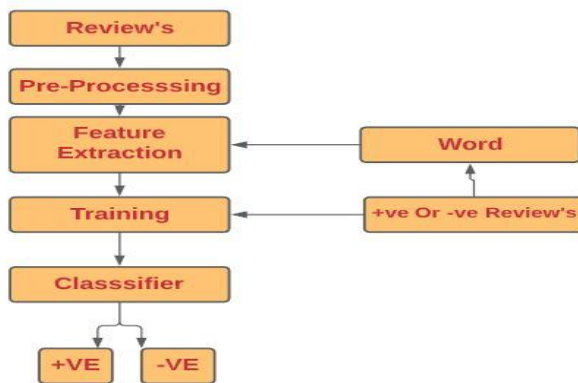 Review's
Pre-Processsing
Feature
Extraction
Word
Training
+ve Or -ve Review's
Classsifier
+VE
-VE